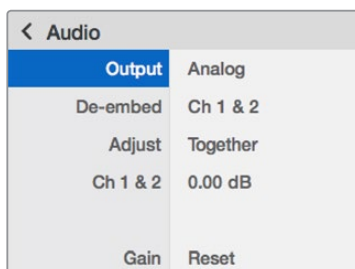 < Audio
Output Analog
De-embed Ch 1 & 2
Adjust Together
Ch 1 & 2 0.00 dB
Gain Reset